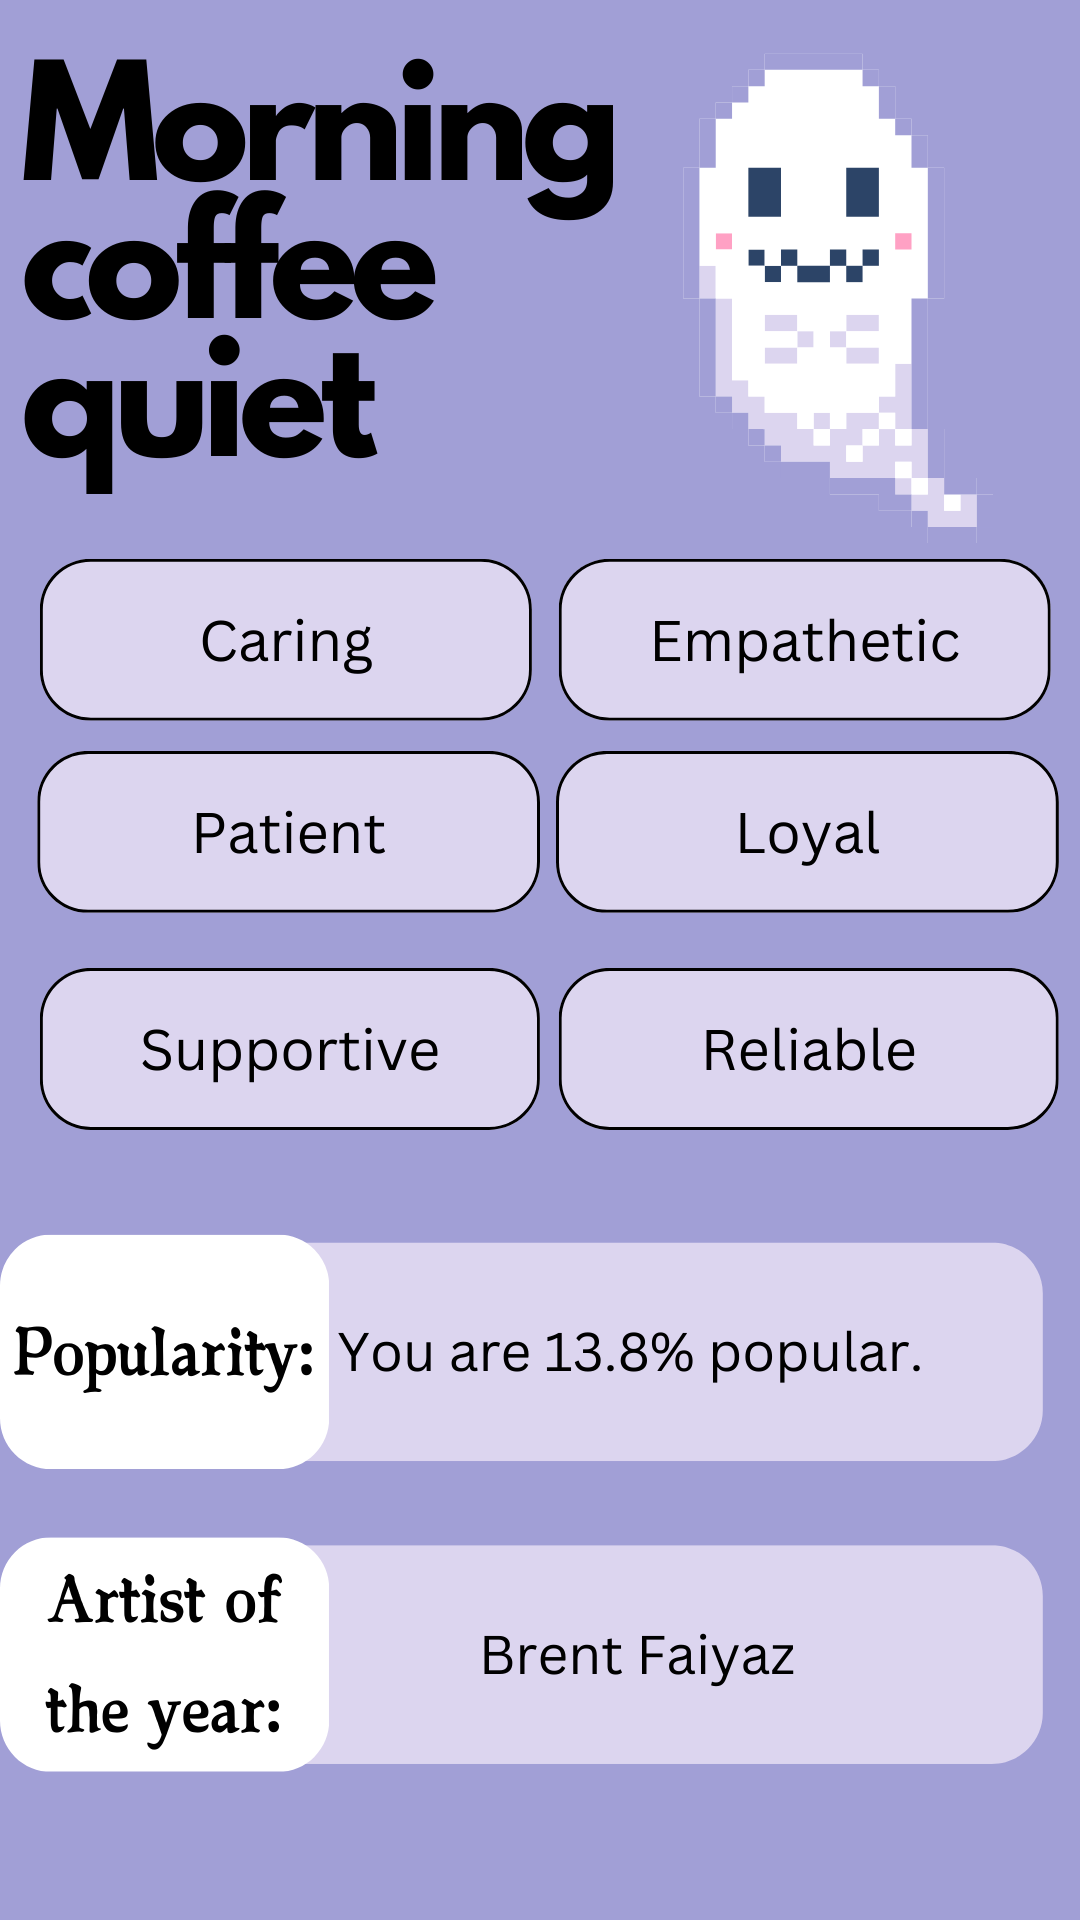 Morning
coffee
quiet
Caring
Empathetic
Patient
Loyal
Supportive
Reliable
Popularity:
You are 13.8% popular.
Artist of
the year:
Brent Faiyaz